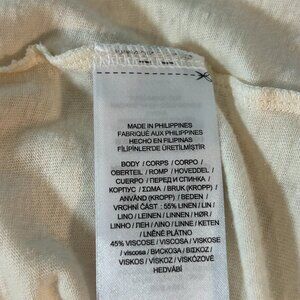 MADE IN PHILIPPINES
FABRIQUÉ AUX PHILIPPINES
HECHO EN FILIPINAS
FİLİPİNLERDE ÜRETİLMİŞTİR
BODY / CORPS / CORPO /
OBERTEIL / ROMP / HOVEDDEL /
CUERPO / ПЕРЕД И СПИНКА /
КОРПУС / ΣΩΜΑ / BRUK (KROPP) /
ANVÄND (KROPP) / BEDEN /
VRCHNÍ ČÁST : 55% LINEN / LIN /
LINO / LEINEN / LINNEN / HØR /
LINHO / ЛЕН / ΛΙΝΟ / LINNE / KETEN
/ LNĚNÉ PLÁTNO
45% VISCOSE / VISCOSA / VISKOSE
/ VISCOSA / ВИСКОЗА / ΒΙΣΚΟΖ /
VISKOS / VİSKOZ / VISKÓZOVÉ
HEDVÁBÍ